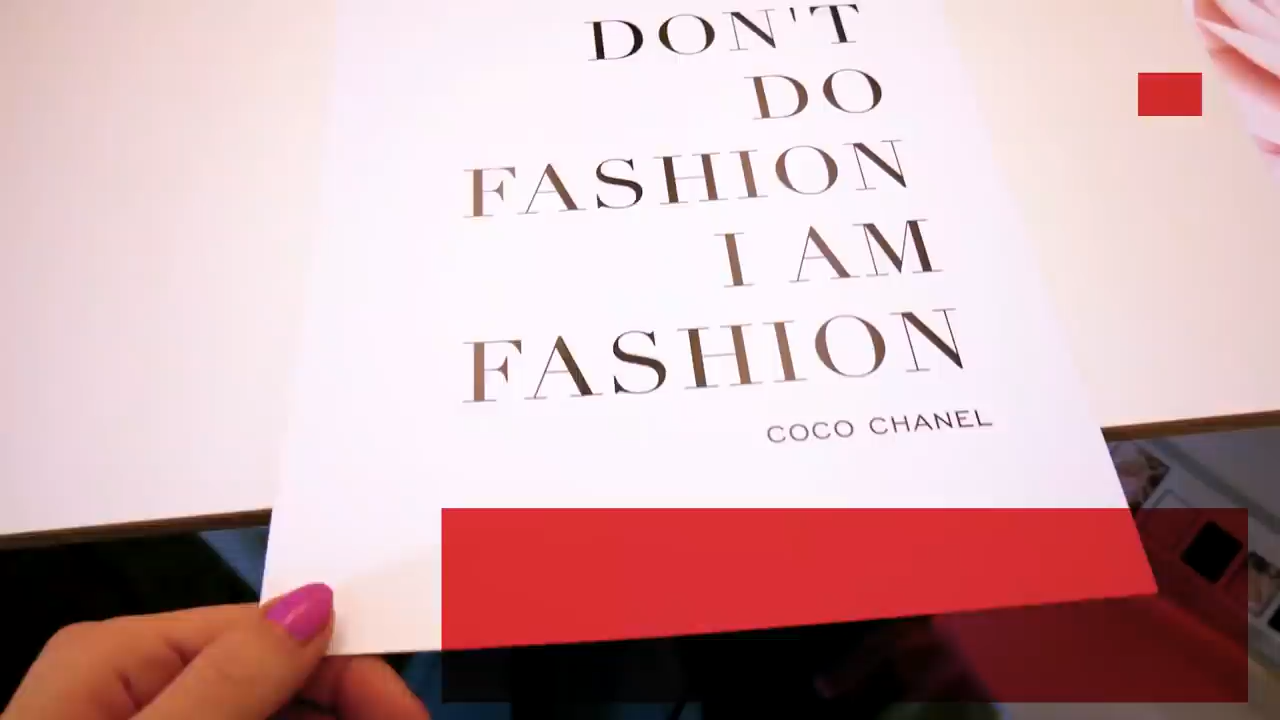 DON'T
DO
FASHION
I AM
FASHION
COCO CHANEL